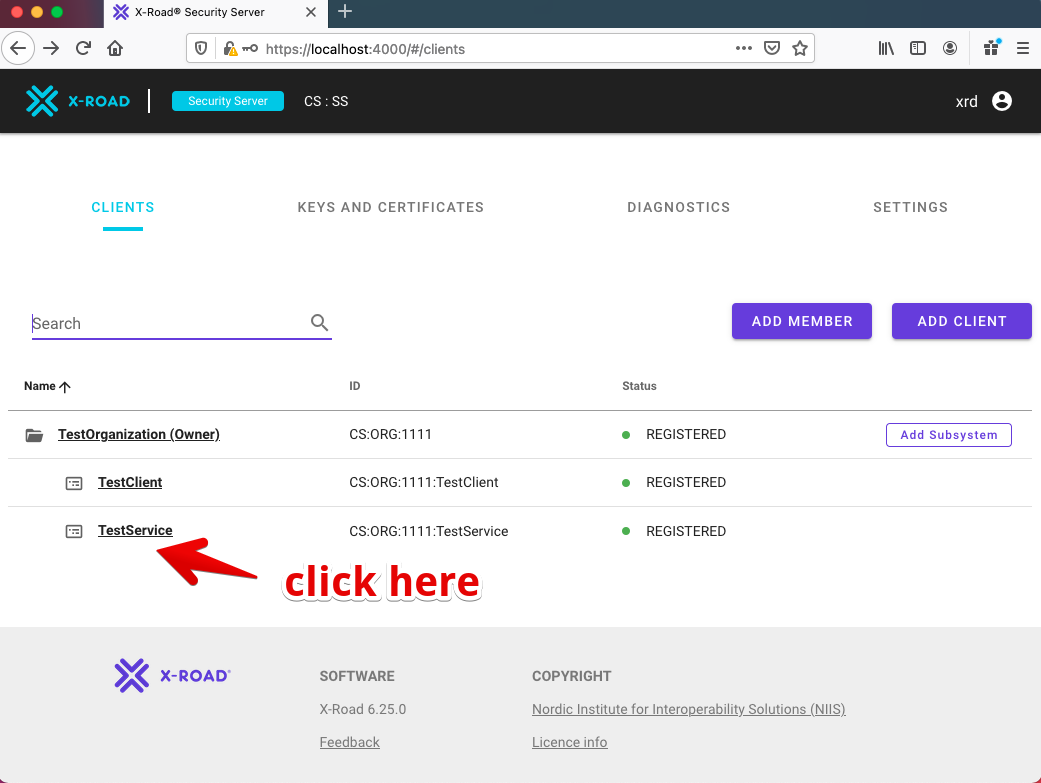 X-Road® Security Server
https://localhost:4000/#/clients
X-ROAD Security Server CS : SS xrd
CLIENTS KEYS AND CERTIFICATES DIAGNOSTICS SETTINGS
Search ADD MEMBER ADD CLIENT
Name ID Status
TestOrganization (Owner) CS:ORG:1111 REGISTERED Add Subsystem
TestClient CS:ORG:1111:TestClient REGISTERED
TestService CS:ORG:1111:TestService REGISTERED
click here
X-ROAD® SOFTWARE COPYRIGHT
X-Road 6.25.0 Nordic Institute for Interoperability Solutions (NIIS)
Feedback Licence info